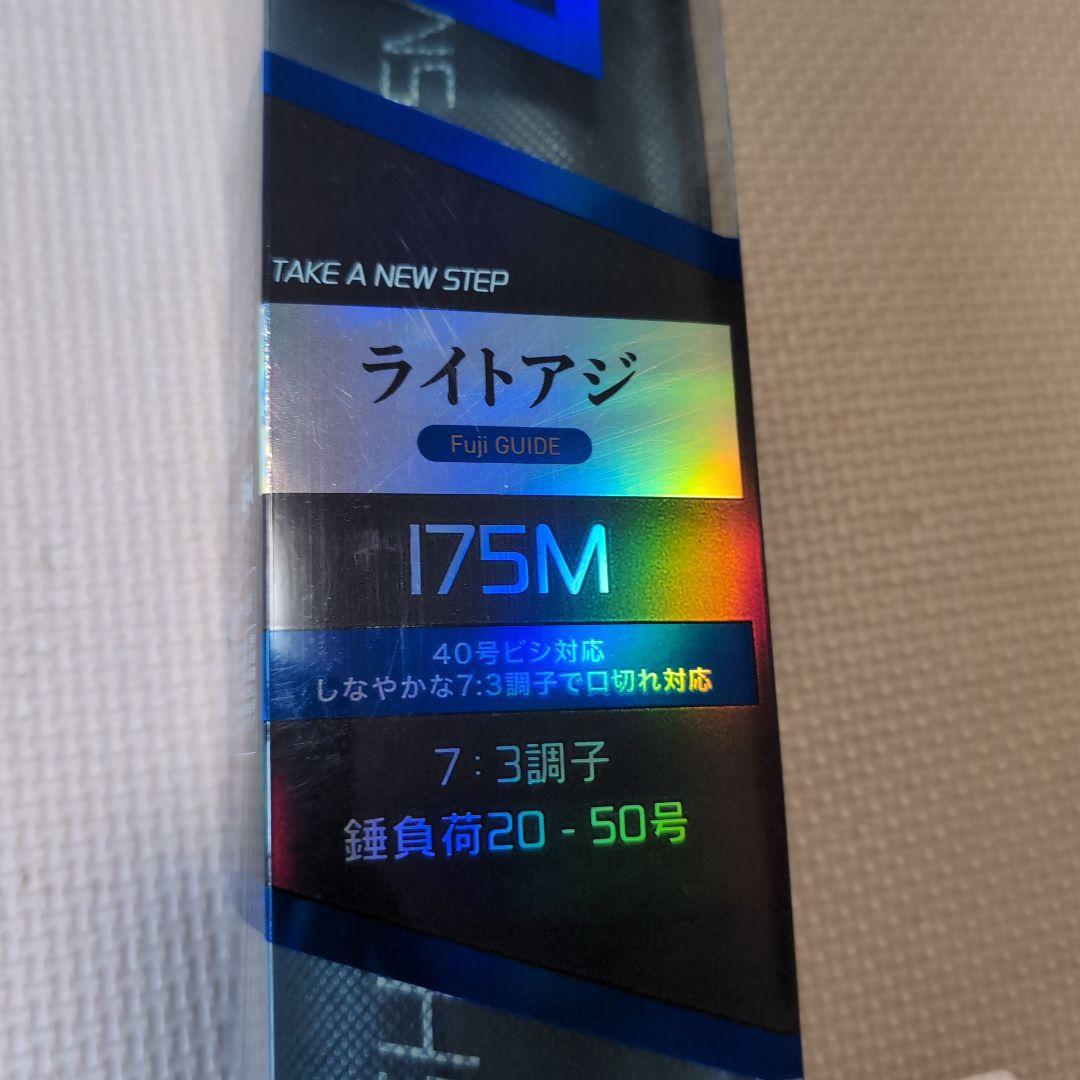 NS
TAKE A NEW STEP
ライトアジ
Fuji GUIDE
175M
40号ビシ対応
しなやかな7:3調子で口切れ対応
7:3調子
錘負荷20-50号